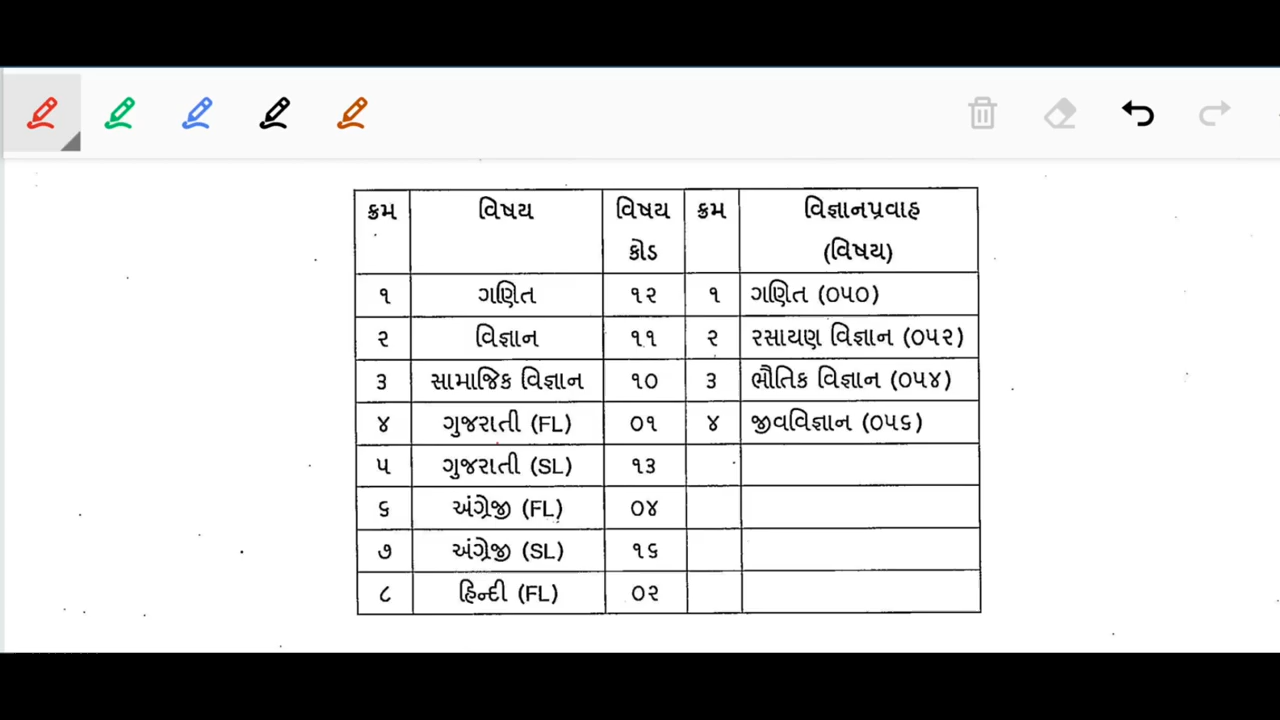 ક્રમ વિષય વિષય કોડ ક્રમ વિજ્ઞાનપ્રવાહ (વિષય)
૧ ગણિત ૧૨ ૧ ગણિત (૦૫૦)
૨ વિજ્ઞાન ૧૧ ૨ રસાયણ વિજ્ઞાન (૦૫૨)
૩ સામાજિક વિજ્ઞાન ૧૦ ૩ ભૌતિક વિજ્ઞાન (૦૫૪)
૪ ગુજરાતી (FL) ૦૧ ૪ જીવવિજ્ઞાન (૦૫૬)
૫ ગુજરાતી (SL) ૧૩
૬ અંગ્રેજી (FL) ૦૪
૭ અંગ્રેજી (SL) ૧૬
૮ હિન્દી (FL) ૦૨